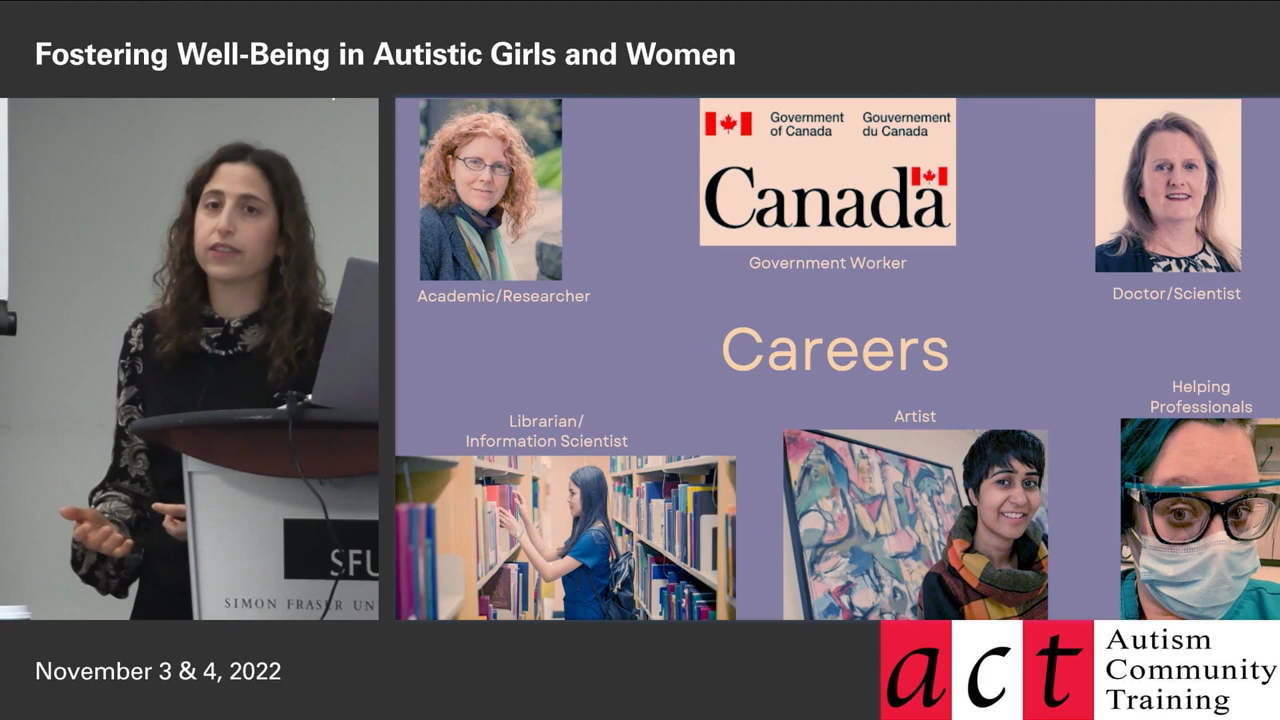 Fostering Well-Being in Autistic Girls and Women
Government
of Canada
Gouvernement
du Canada
Canada
Academic/Researcher
Government Worker
Doctor/Scientist
Careers
Librarian/
Information Scientist
Artist
Helping
Professionals
SFU
SIMON FRASER UN
November 3 & 4, 2022
act
Autism
Community
Training